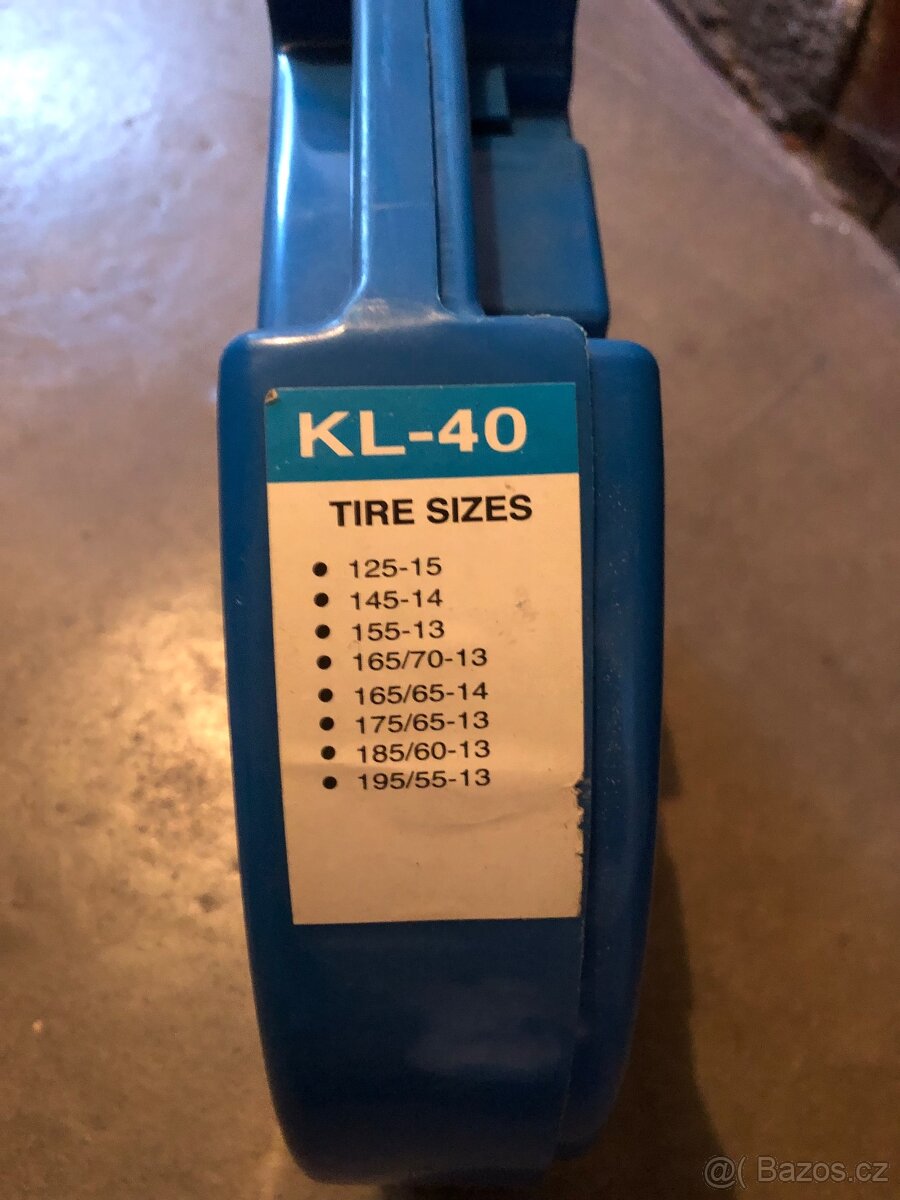 KL-40
TIRE SIZES
• 125-15
• 145-14
• 155-13
• 165/70-13
• 165/65-14
• 175/65-13
• 185/60-13
• 195/55-13
@( Bazos.cz